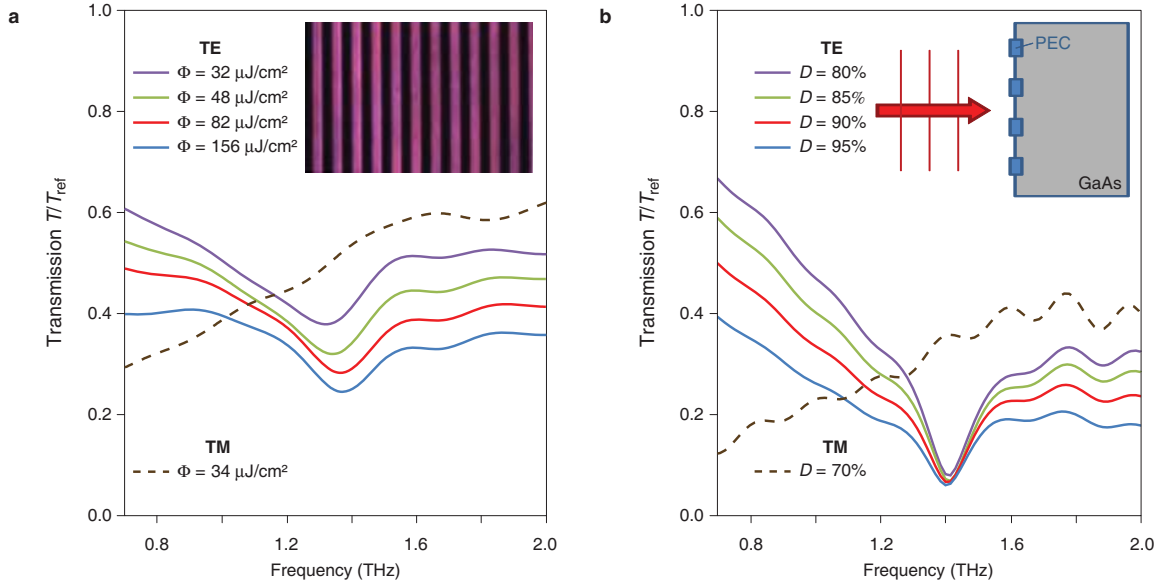 a
1.0
0.8
0.6
0.4
0.2
0.0
Transmission T/Tref
TE
Φ = 32 μJ/cm²
Φ = 48 μJ/cm²
Φ = 82 μJ/cm²
Φ = 156 μJ/cm²
TM
Φ = 34 μJ/cm²
0.8
1.2
1.6
2.0
Frequency (THz)
b
1.0
0.8
0.6
0.4
0.2
0.0
Transmission T/Tref
TE
D = 80%
D = 85%
D = 90%
D = 95%
PEC
GaAs
TM
D = 70%
0.8
1.2
1.6
2.0
Frequency (THz)